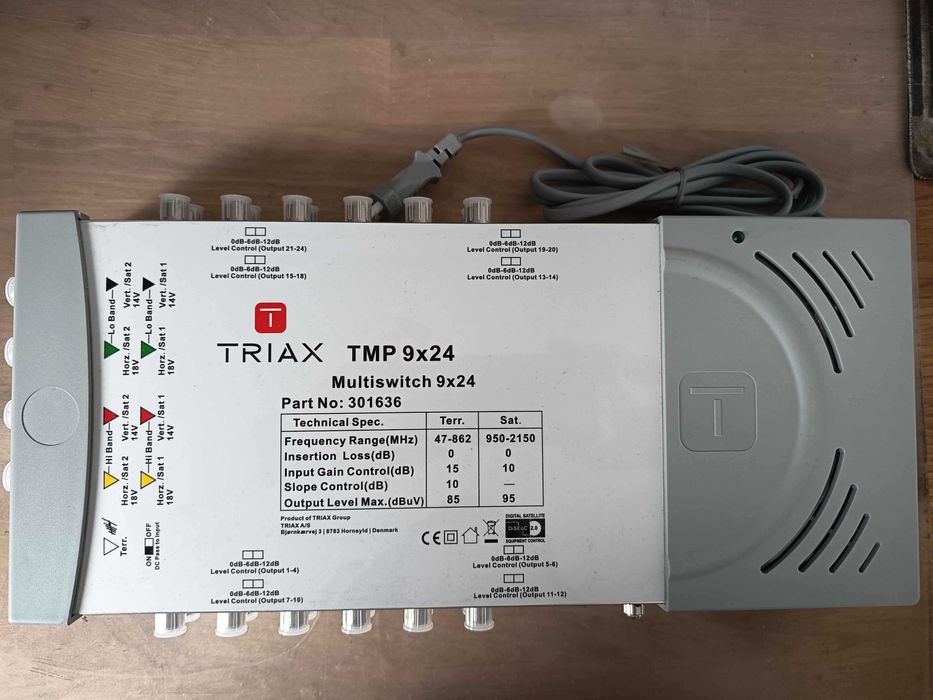 0dB-6dB-12dB
Level Control (Output 21-24)
0dB-6dB-12dB
Level Control (Output 15-18)
0dB-6dB-12dB
Level Control (Output 19-20)
0dB-6dB-12dB
Level Control (Output 13-14)
Lo Band
Vert. /Sat 2
14V
Lo Band
Vert. /Sat 1
14V
Horz. /Sat 2
18V
Horz. /Sat 1
18V
Hi Band
Vert. /Sat 2
14V
Hi Band
Vert. /Sat 1
14V
Horz. /Sat 2
18V
Horz. /Sat 1
18V
Terr.
ON OFF
DC Pass to Input
T
TRIAX TMP 9x24
Multiswitch 9x24
Part No: 301636
Technical Spec. Terr. Sat.
Frequency Range(MHz) 47-862 950-2150
Insertion Loss(dB) 0 0
Input Gain Control(dB) 15 10
Slope Control(dB) 10 —
Output Level Max.(dBuV) 85 95
Product of TRIAX Group
TRIAX A/S
Bjørnkærvej 3 | 8783 Hornsyld | Denmark
CE
DIGITAL SATELLITE
DiSEqC 2.0
EQUIPMENT CONTROL
0dB-6dB-12dB
Level Control (Output 1-4)
0dB-6dB-12dB
Level Control (Output 7-10)
0dB-6dB-12dB
Level Control (Output 5-6)
0dB-6dB-12dB
Level Control (Output 11-12)
T